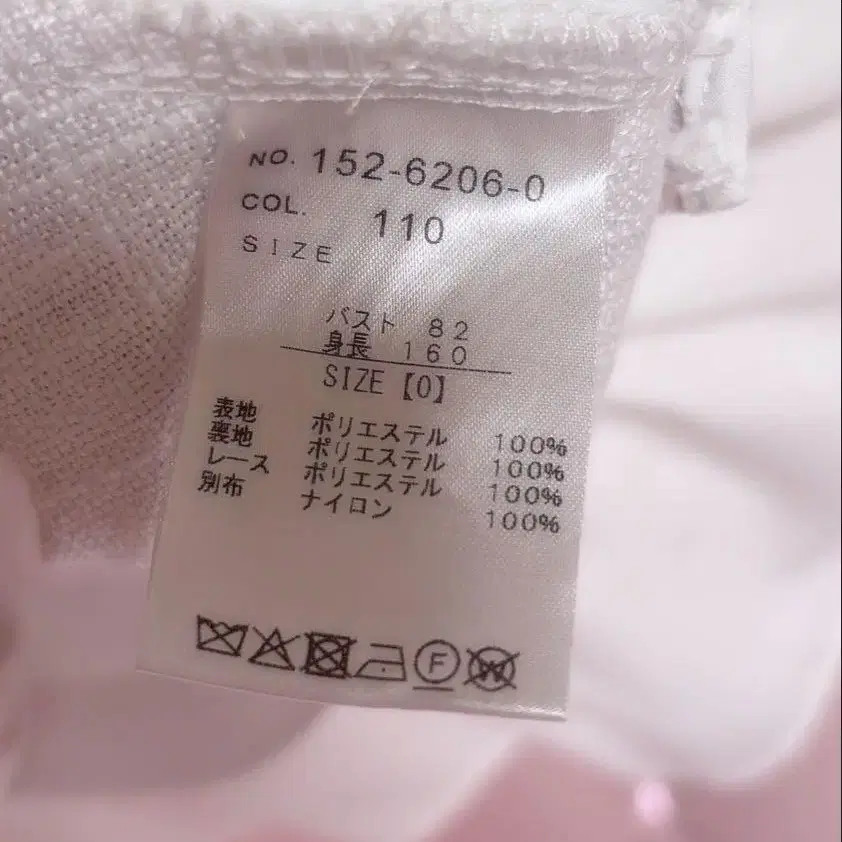 NO. 152-6206-0
COL. 110
SIZE
バスト 82
身長 160
SIZE【0】
表地 ポリエステル 100%
裏地 ポリエステル 100%
レース ポリエステル 100%
別布 ナイロン 100%
F W